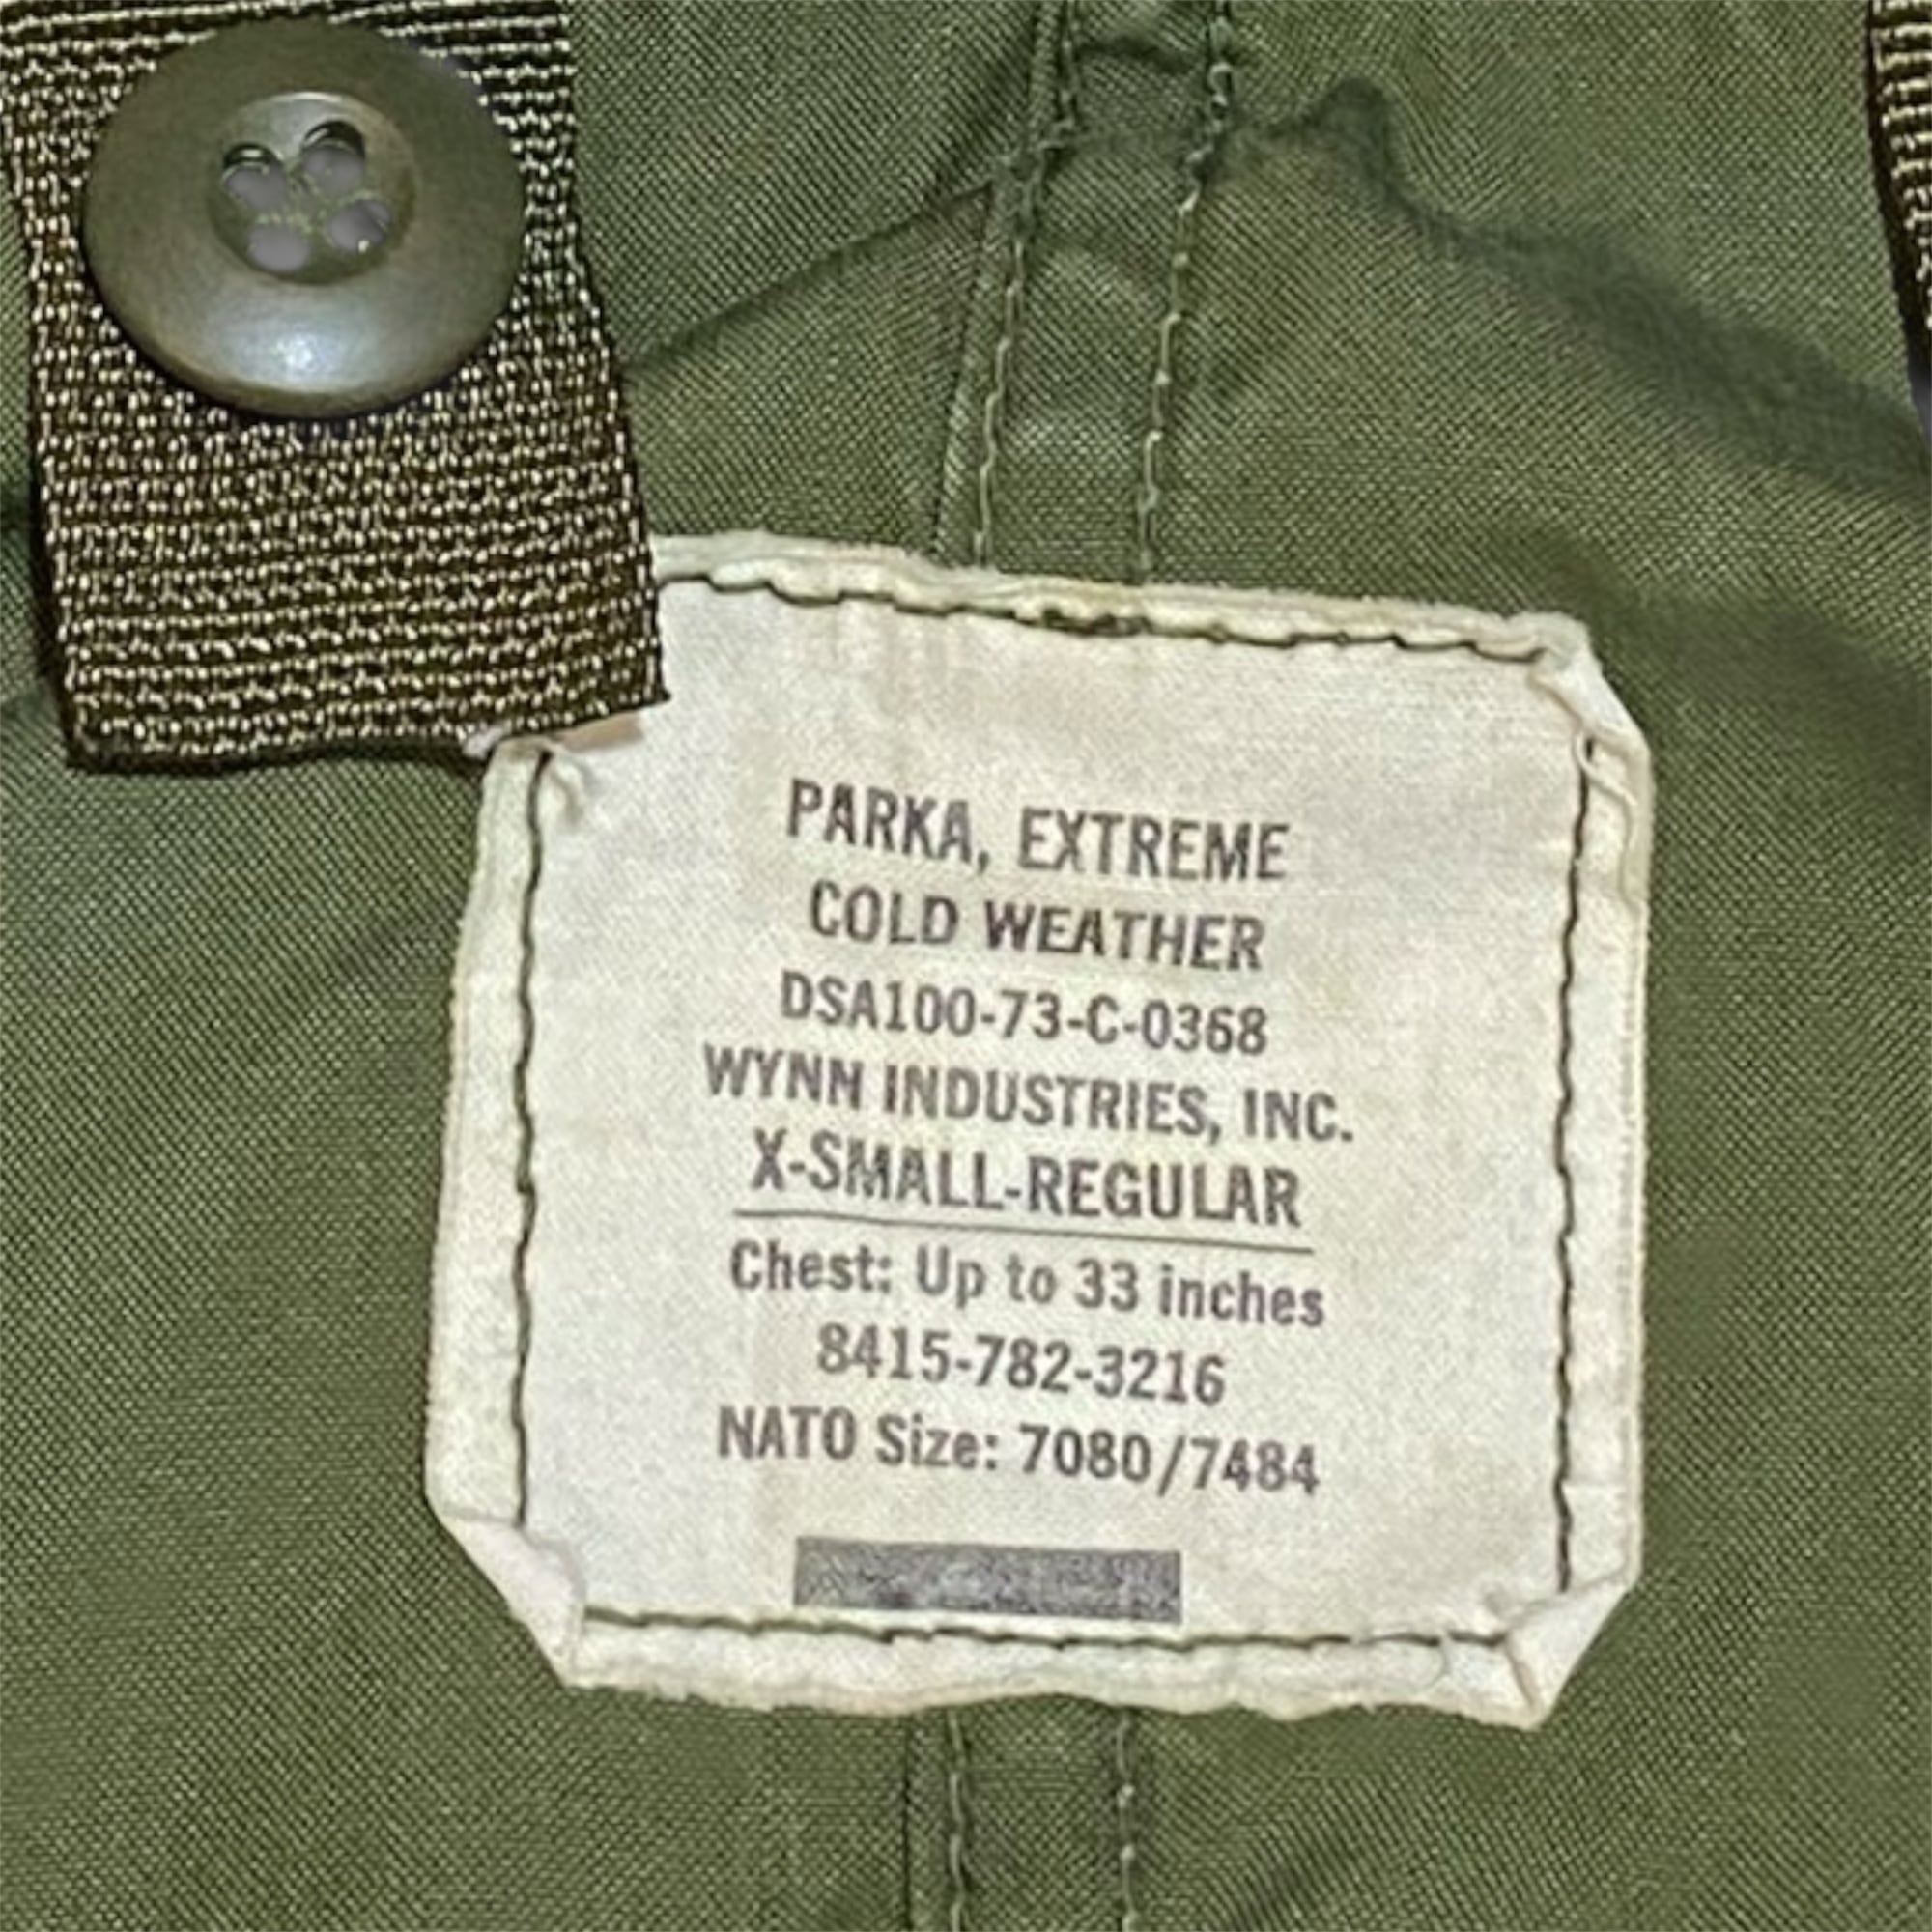 PARKA, EXTREME
COLD WEATHER
DSA100-73-C-0368
WYNN INDUSTRIES, INC.
X-SMALL-REGULAR
Chest: Up to 33 inches
8415-782-3216
NATO Size: 7080/7484